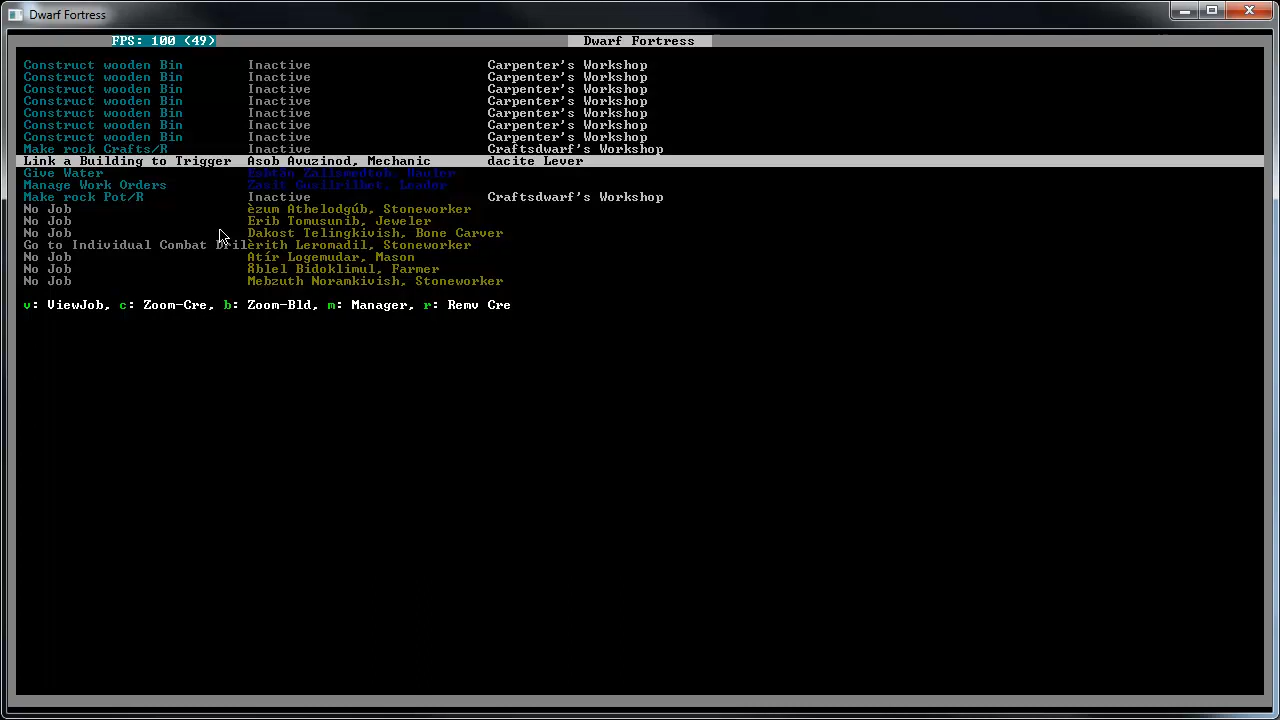 Dwarf Fortress
FPS: 100 (49) Dwarf Fortress
Construct wooden Bin Inactive Carpenter's Workshop
Construct wooden Bin Inactive Carpenter's Workshop
Construct wooden Bin Inactive Carpenter's Workshop
Construct wooden Bin Inactive Carpenter's Workshop
Construct wooden Bin Inactive Carpenter's Workshop
Construct wooden Bin Inactive Carpenter's Workshop
Construct wooden Bin Inactive Carpenter's Workshop
Make rock Crafts/R Inactive Craftsdwarf's Workshop
Link a Building to Trigger Asob Avuzinod, Mechanic dacite Lever
Give Water Hauler
Manage Work Orders Leader
Make rock Pot/R Inactive Craftsdwarf's Workshop
No Job èzum Athelodgúb, Stoneworker
No Job Erib Tomusunib, Jeweler
No Job Dakost Telingkivish, Bone Carver
Go to Individual Combat Drilèrith Leromadil, Stoneworker
No Job Atír Logemudar, Mason
No Job Åblel Bidoklimul, Farmer
No Job Mebzuth Noramkivish, Stoneworker
v: ViewJob, c: Zoom-Cre, b: Zoom-Bld, m: Manager, r: Remv Cre